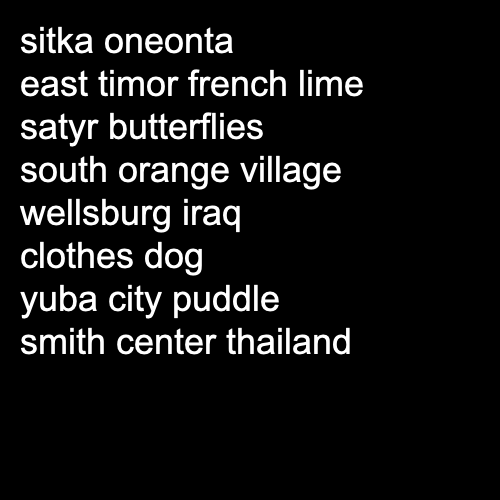 sitka oneonta
east timor french lime
satyr butterflies
south orange village
wellsburg iraq
clothes dog
yuba city puddle
smith center thailand